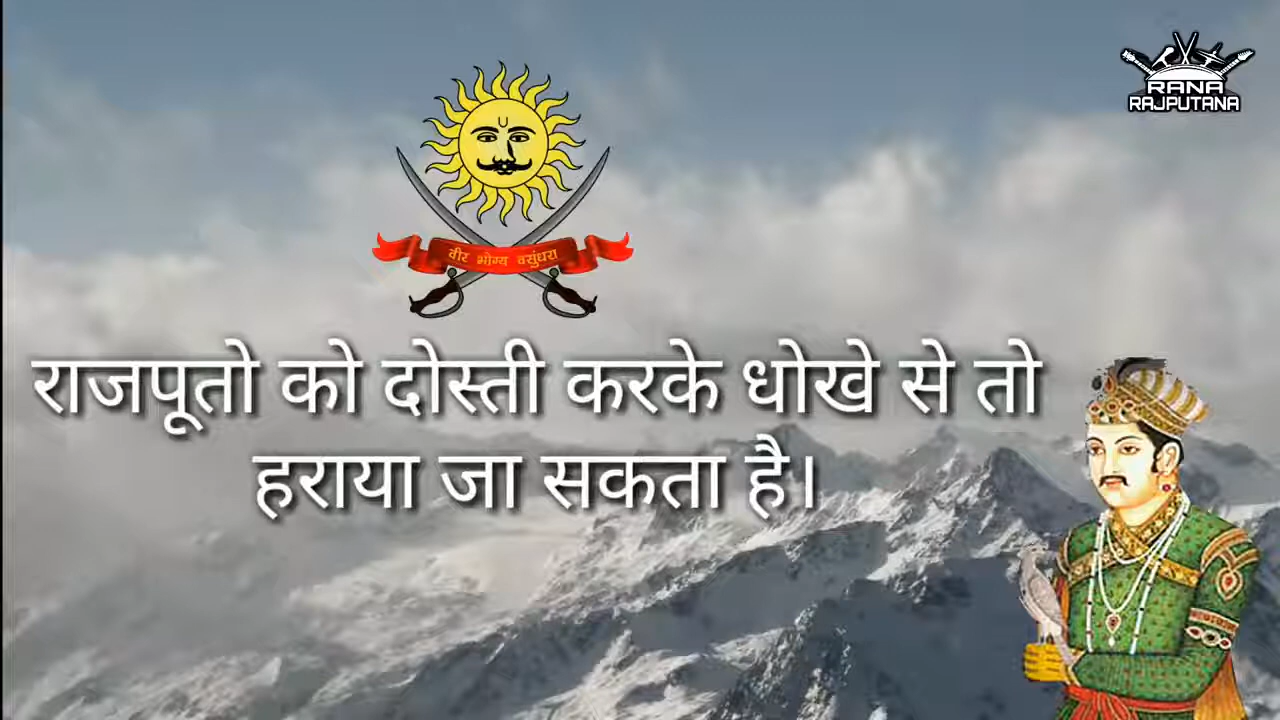 RANA
RAJPUTANA
वीर भोग्य वसुंधरा
राजपूतो को दोस्ती करके धोखे से तो
हराया जा सकता है।